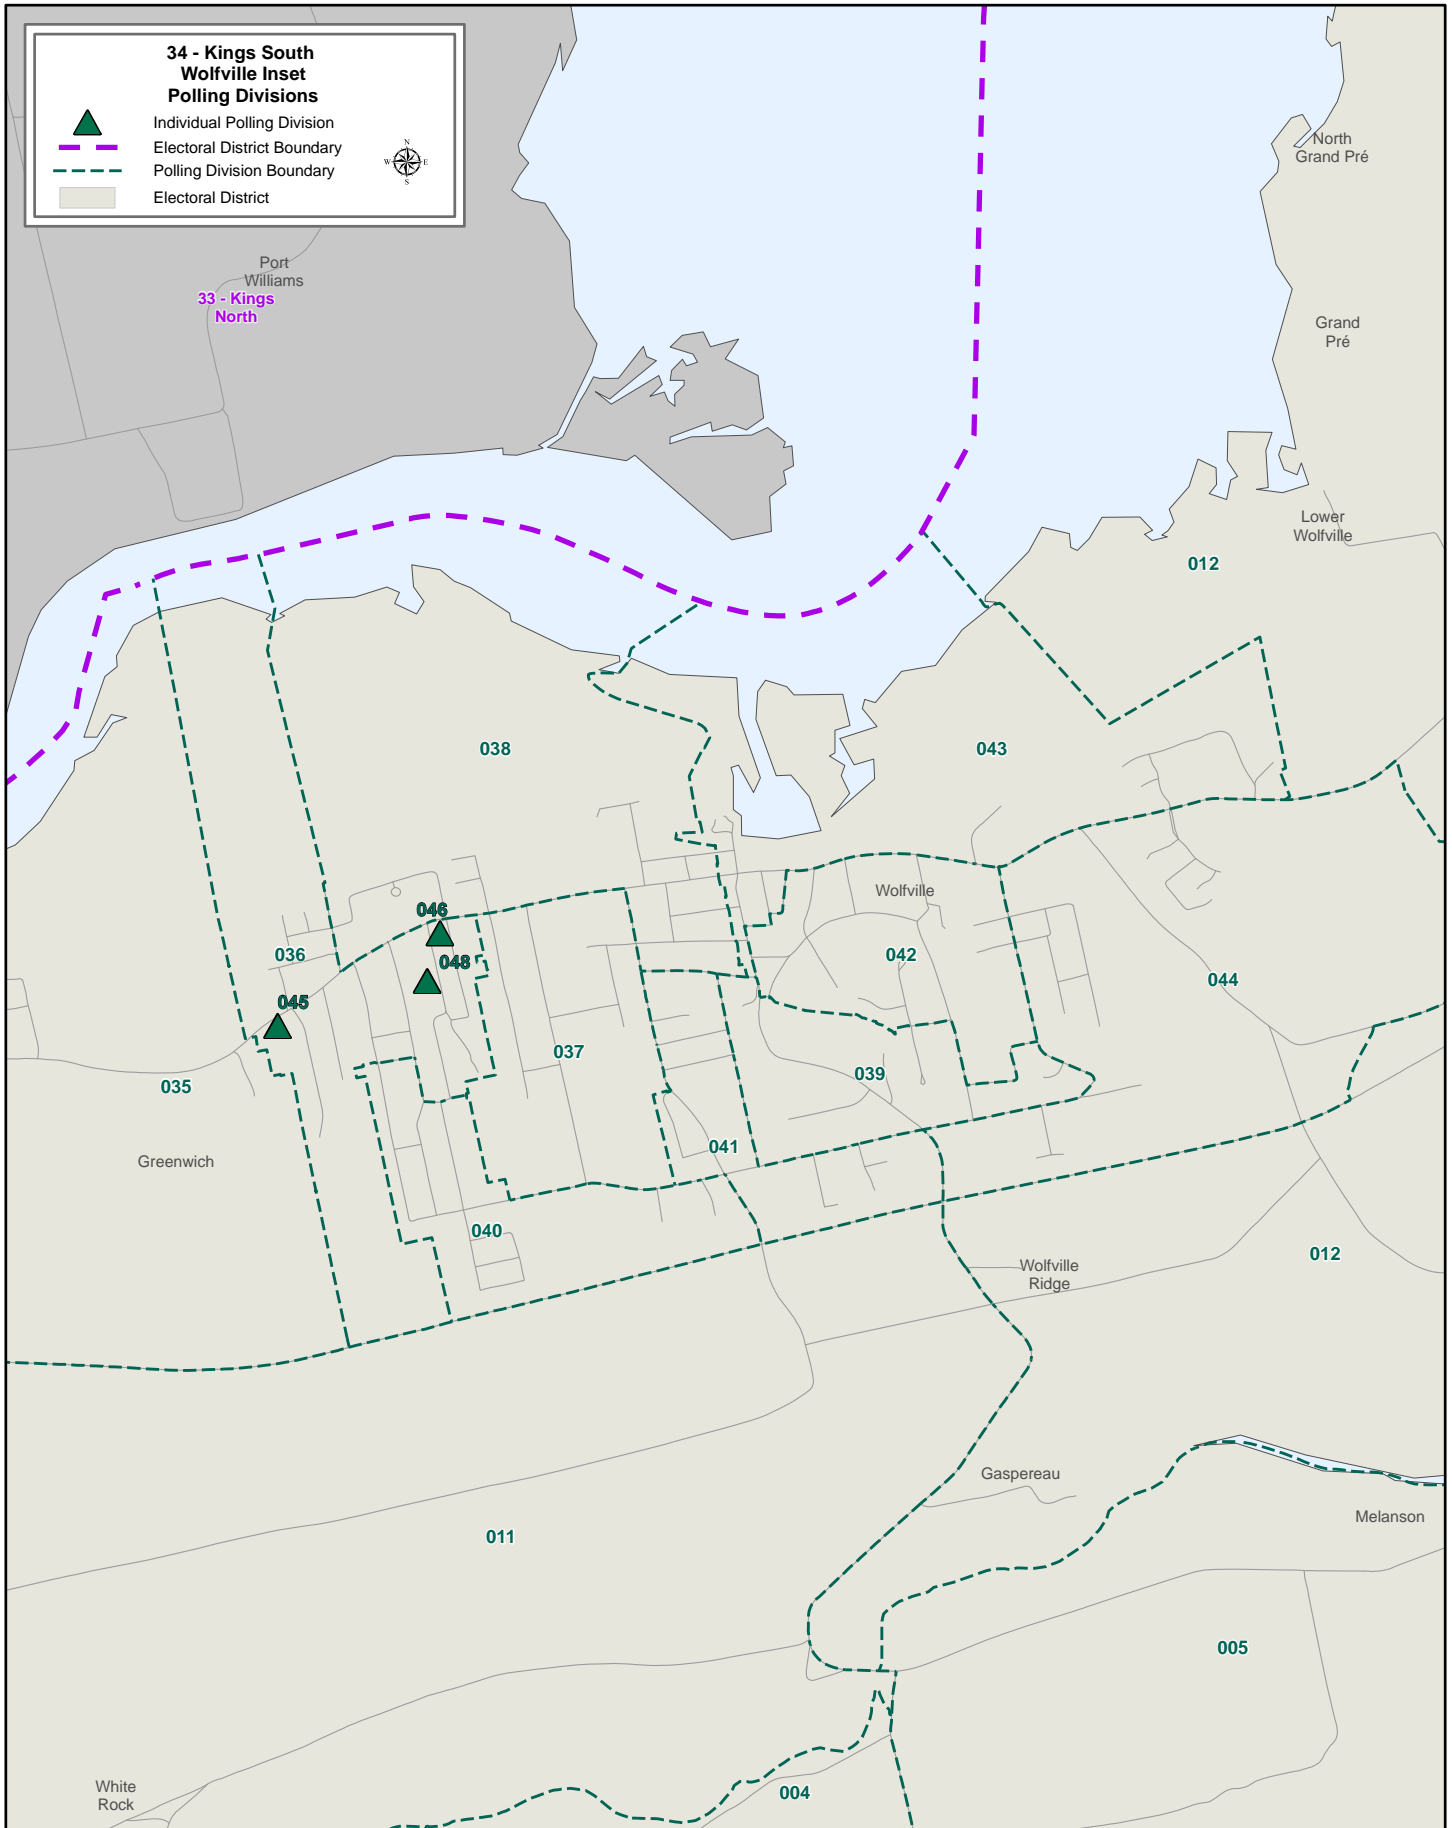 34 - Kings South
Wolfville Inset
Polling Divisions
Individual Polling Division
Electoral District Boundary
Polling Division Boundary
Electoral District
N
W E
S
North
Grand Pré
Port
Williams
33 - Kings
North
Grand
Pré
Lower
Wolfville
012
038
043
Wolfville
046
036
042
048
044
045
037
035
039
041
Greenwich
040
012
Wolfville
Ridge
Gaspereau
Melanson
011
005
White
Rock
004